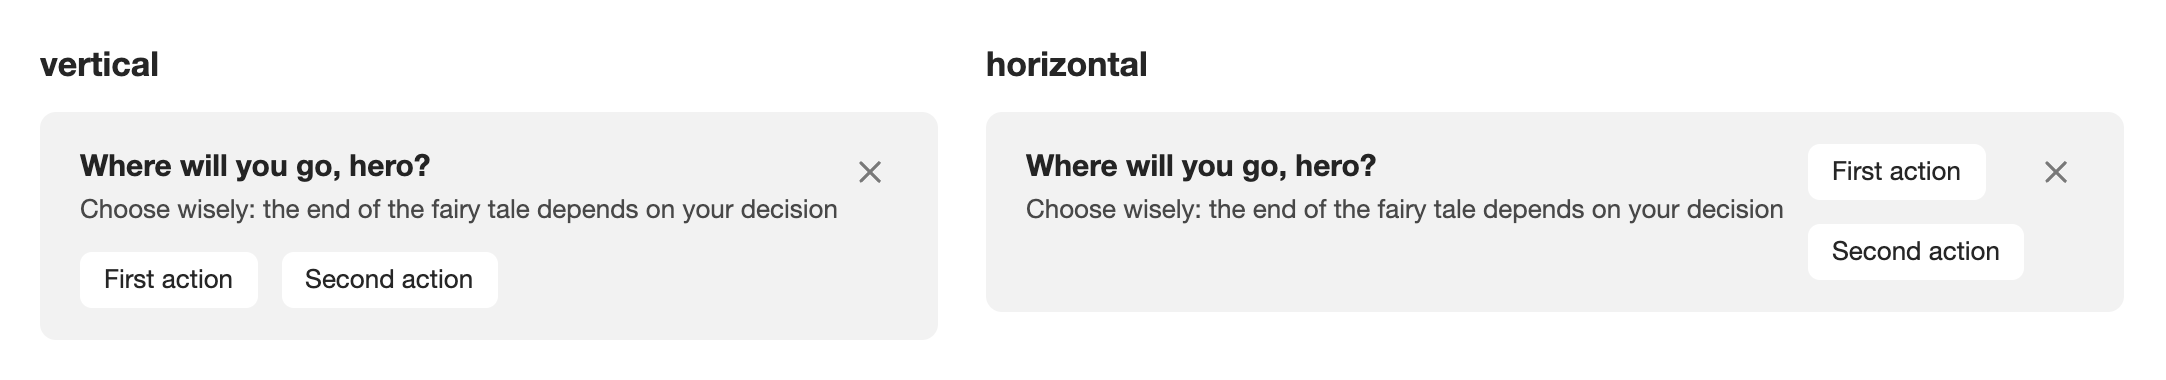 vertical
Where will you go, hero?
Choose wisely: the end of the fairy tale depends on your decision
First action
Second action
horizontal
Where will you go, hero?
Choose wisely: the end of the fairy tale depends on your decision
First action
Second action